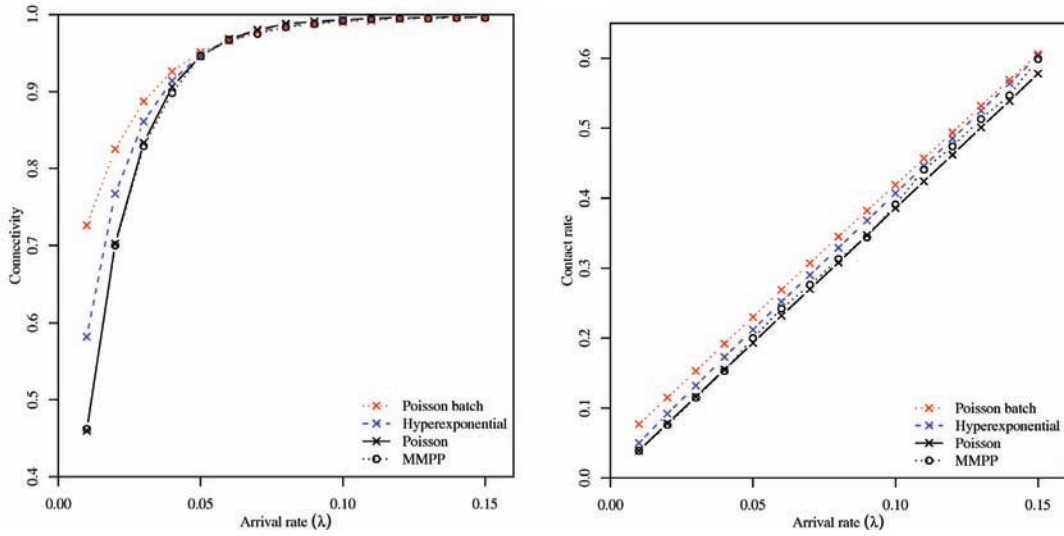 Connectivity
1.0
0.9
0.8
0.7
0.6
0.5
0.4
0.00
0.05
0.10
0.15
Arrival rate (λ)
Poisson batch
Hyperexponential
Poisson
MMPP
Contact rate
0.6
0.5
0.4
0.3
0.2
0.1
0.0
0.00
0.05
0.10
0.15
Arrival rate (λ)
Poisson batch
Hyperexponential
Poisson
MMPP